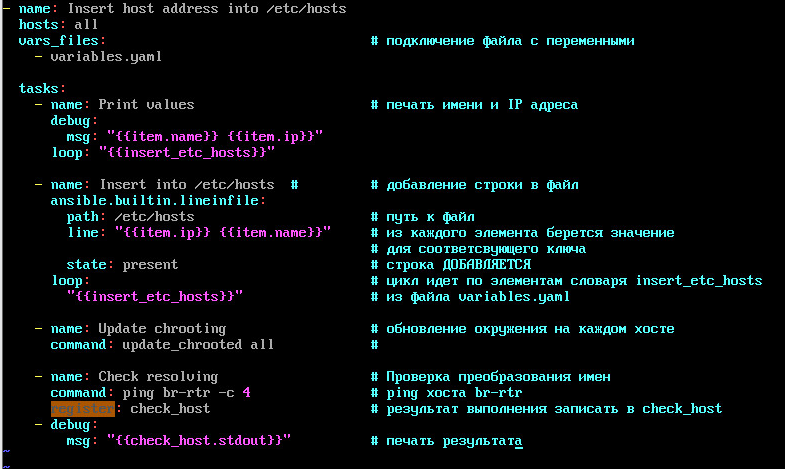 - name: Insert host address into /etc/hosts
  hosts: all
  vars_files:                                 # подключение файла с переменными
    - variables.yaml

  tasks:
    - name: Print values                      # печать имени и IP адреса
      debug:
        msg: "{{item.name}} {{item.ip}}"
      loop: "{{insert_etc_hosts}}"

    - name: Insert into /etc/hosts  #         # добавление строки в файл
      ansible.builtin.lineinfile:
        path: /etc/hosts                      # путь к файл
        line: "{{item.ip}} {{item.name}}"     # из каждого элемента берется значение
                                              # для соответсвующего ключа
        state: present                        # строка ДОБАВЛЯЕТСЯ
      loop:                                   # цикл идет по элементам словаря insert_etc_hosts
        "{{insert_etc_hosts}}"                # из файла variables.yaml

    - name: Update chrooting                  # обновление окружения на каждом хосте
      command: update_chrooted all            #

    - name: Check resolving                   # Проверка преобразования имен
      command: ping br-rtr -c 4               # ping хоста br-rtr
      register: check_host                    # результат выполнения записать в check_host
    - debug:
        msg: "{{check_host.stdout}}"          # печать результата
~
~